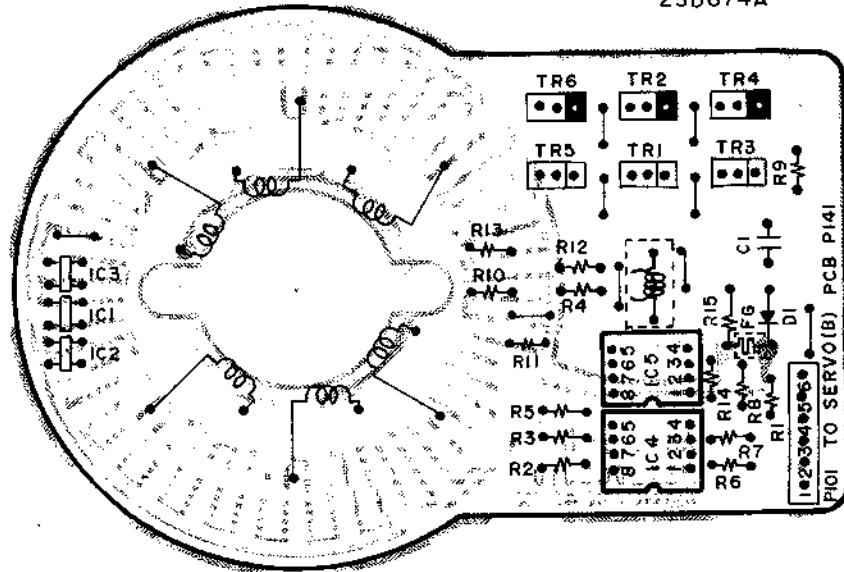 TR6 TR2 TR4
TR5 TR1 TR3
R9
R13
R12
R10
R4
R11
C1
IC3
IC1
IC2
R15
FG
D1
8765
IC5
1234
R14
R8
R1
R5
R3
R2
8765
IC4
1234
R7
R6
1 2 3 4 5 6
P101 TO SERVO(B) PCB P141